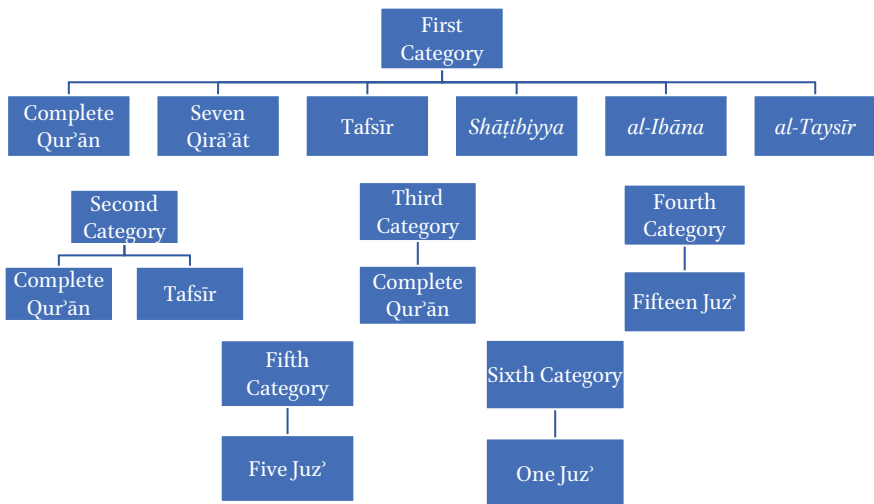 First
Category
Complete
Qurʾān
Seven
Qirāʾāt
Tafsīr
Shāṭibiyya
al-Ibāna
al-Taysīr
Second
Category
Complete
Qurʾān
Tafsīr
Third
Category
Complete
Qurʾān
Fourth
Category
Fifteen Juzʾ
Fifth
Category
Five Juzʾ
Sixth Category
One Juzʾ